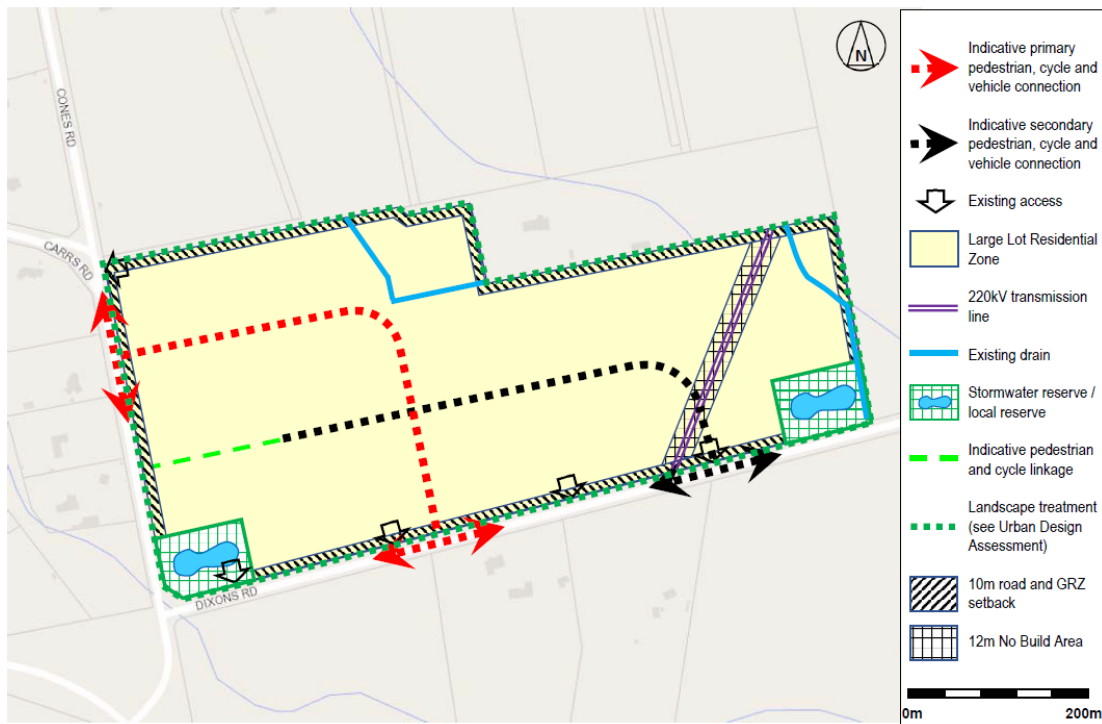 CONES RD
CARRS RD
DIXONS RD
N
Indicative primary
pedestrian, cycle and
vehicle connection
Indicative secondary
pedestrian, cycle and
vehicle connection
Existing access
Large Lot Residential
Zone
220kV transmission
line
Existing drain
Stormwater reserve /
local reserve
Indicative pedestrian
and cycle linkage
Landscape treatment
(see Urban Design
Assessment)
10m road and GRZ
setback
12m No Build Area
0m 200m